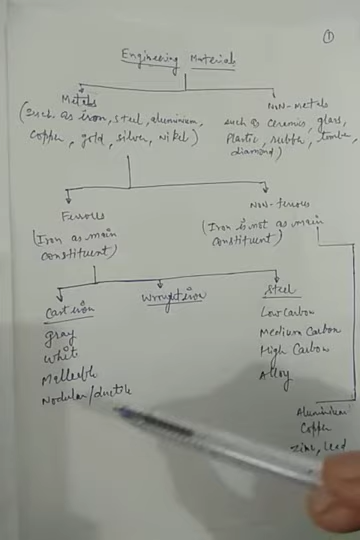 ①
Engineering Materials
Metals
(such as iron, steel, aluminium,
copper, gold, silver, Nikel)
Non-metals
such as ceramics, glass,
Plastic, rubber, timber,
diamond)
Ferrous
(Iron as main
constituent)
Non-ferrous
(Iron is not as main
constituent)
Cast iron
Gray
White
Malleable
Nodular/ductile
Wrought iron
Steel
Low Carbon
Medium Carbon
High Carbon
Alloy
Aluminium
Copper
Zinc, Lead